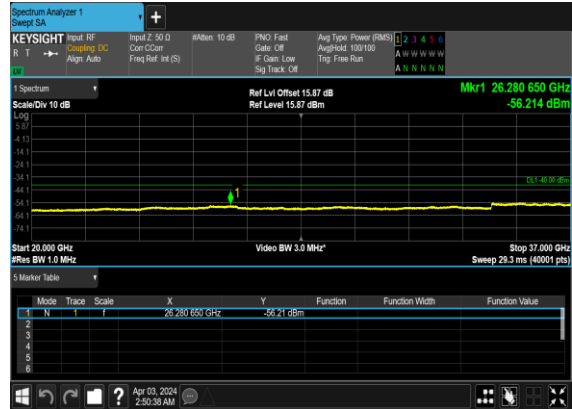 Spectrum Analyzer 1
Swept SA
+
KEYSIGHT Input: RF Input Z: 50 Ω #Atten: 10 dB PNO: Fast Avg Type: Power (RMS) 1 2 3 4 5 6
R T Coupling: DC Corr CCorr Gate: Off Avg|Hold: 100/100 A W W W W W
Align: Auto Freq Ref: Int (S) IF Gain: Low Trig: Free Run
Sig Track: Off A N N N N N
1 Spectrum Ref Lvl Offset 15.87 dB Mkr1 26.280 650 GHz
Scale/Div 10 dB Ref Level 15.87 dBm -56.214 dBm
Log
5.87
-4.13
-14.1
-24.1
-34.1 DL1 -40.00 dBm
-44.1
1
-54.1
-64.1
-74.1
Start 20.000 GHz Video BW 3.0 MHz* Stop 37.000 GHz
#Res BW 1.0 MHz Sweep 29.3 ms (40001 pts)
5 Marker Table
Mode Trace Scale X Y Function Function Width Function Value
1 N 1 f 26.280 650 GHz -56.21 dBm
2
3
4
5
6
? Apr 03, 2024
2:50:38 AM